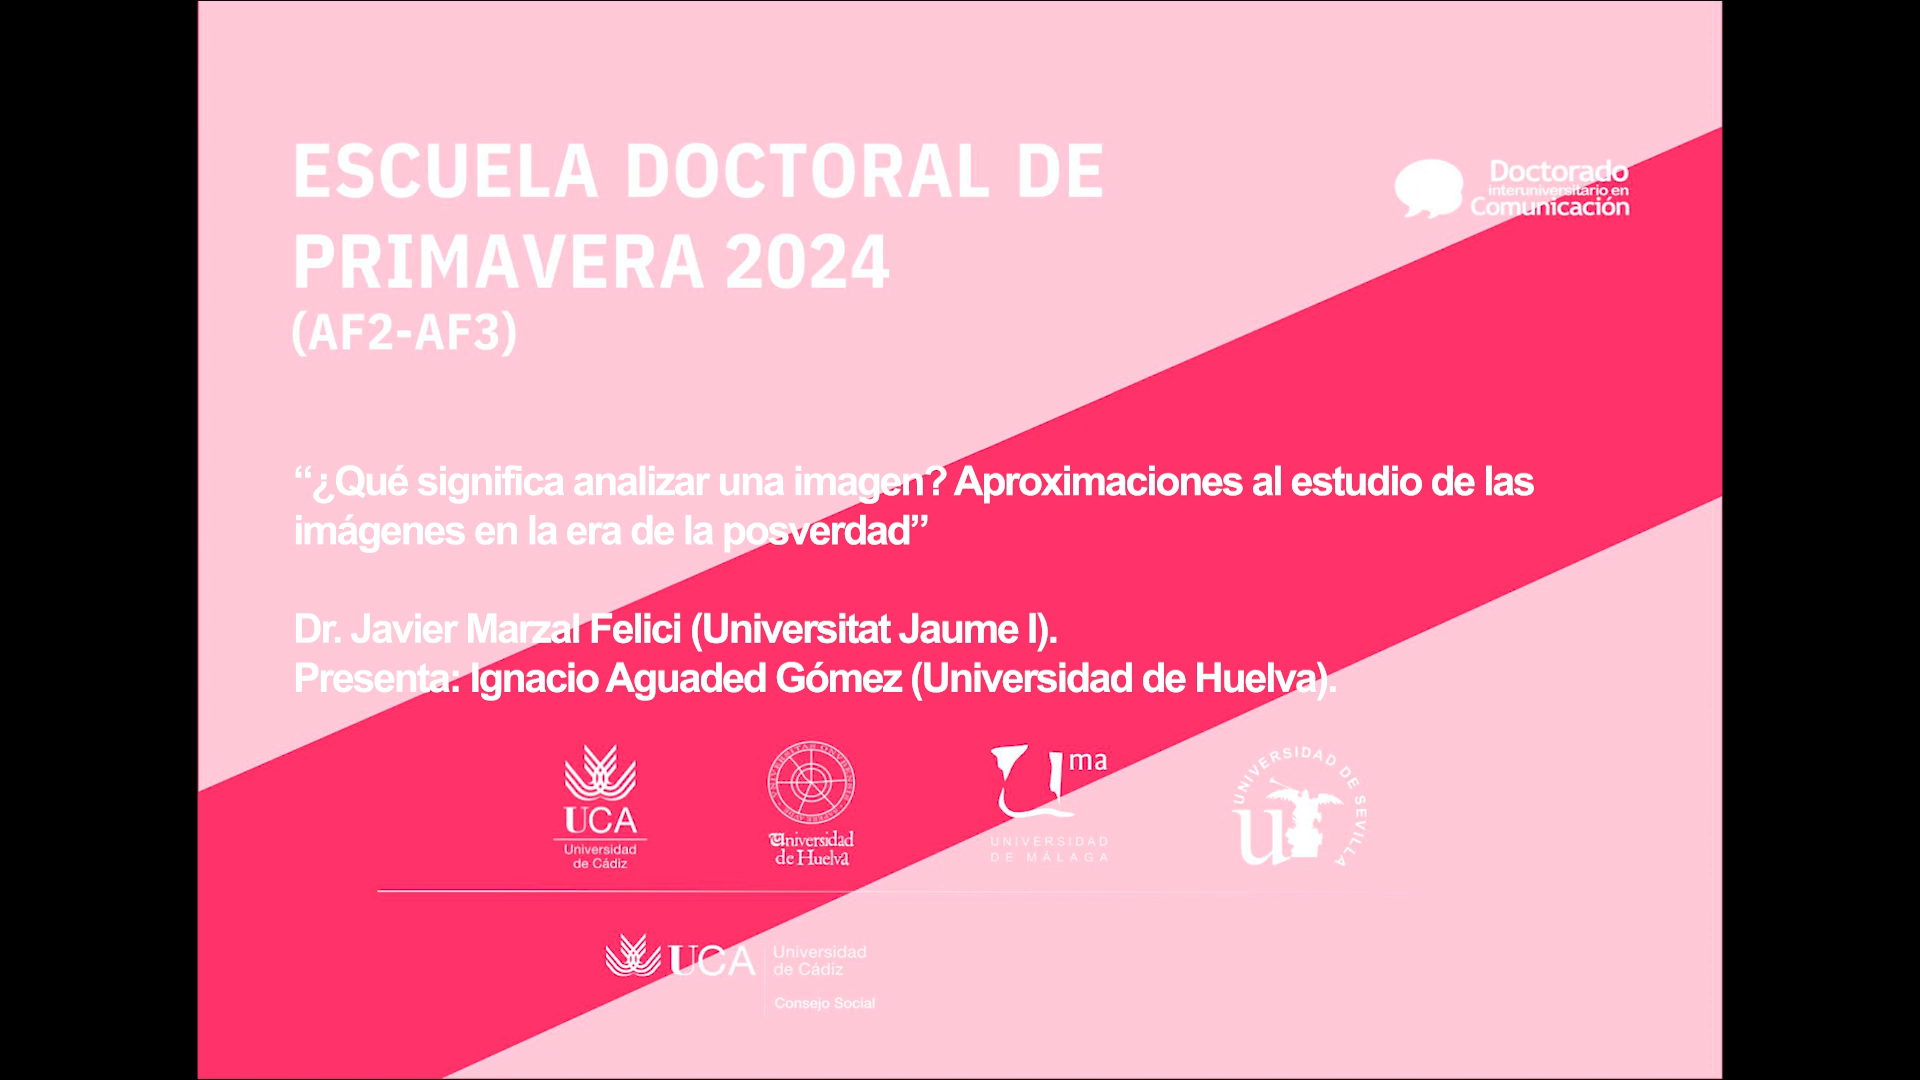 ESCUELA DOCTORAL DE
PRIMAVERA 2024
(AF2-AF3)
Doctorado
interuniversitario en
Comunicación
“¿Qué significa analizar una imagen? Aproximaciones al estudio de las
imágenes en la era de la posverdad”
Dr. Javier Marzal Felici (Universitat Jaume I).
Presenta: Ignacio Aguaded Gómez (Universidad de Huelva).
UCA
Universidad
de Cádiz
Universidad
de Huelva
uma
UNIVERSIDAD
DE MÁLAGA
UNIVERSIDAD DE SEVILLA
UCA
Universidad
de Cádiz
Consejo Social